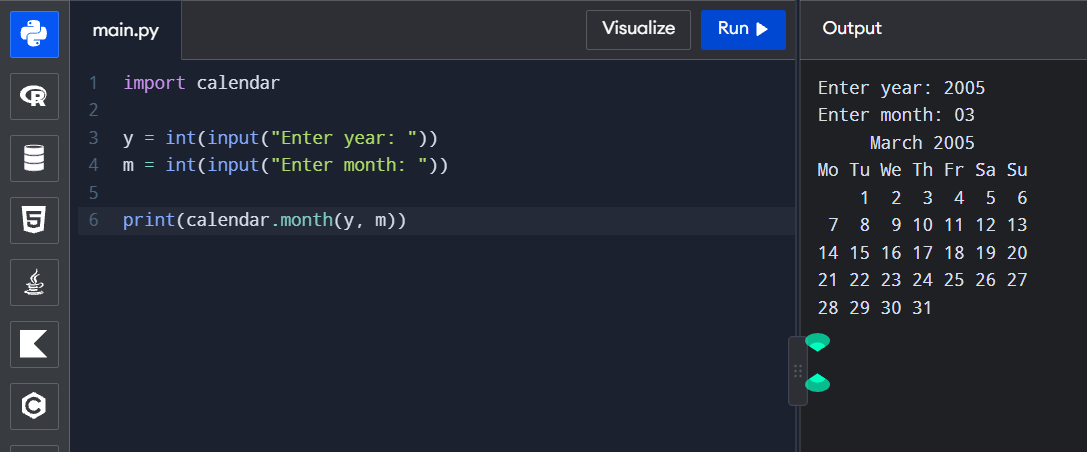 main.py
Visualize
Run
1 import calendar
2
3 y = int(input("Enter year: "))
4 m = int(input("Enter month: "))
5
6 print(calendar.month(y, m))
Output
Enter year: 2005
Enter month: 03
     March 2005
Mo Tu We Th Fr Sa Su
    1  2  3  4  5  6
 7  8  9 10 11 12 13
14 15 16 17 18 19 20
21 22 23 24 25 26 27
28 29 30 31
R
5
C